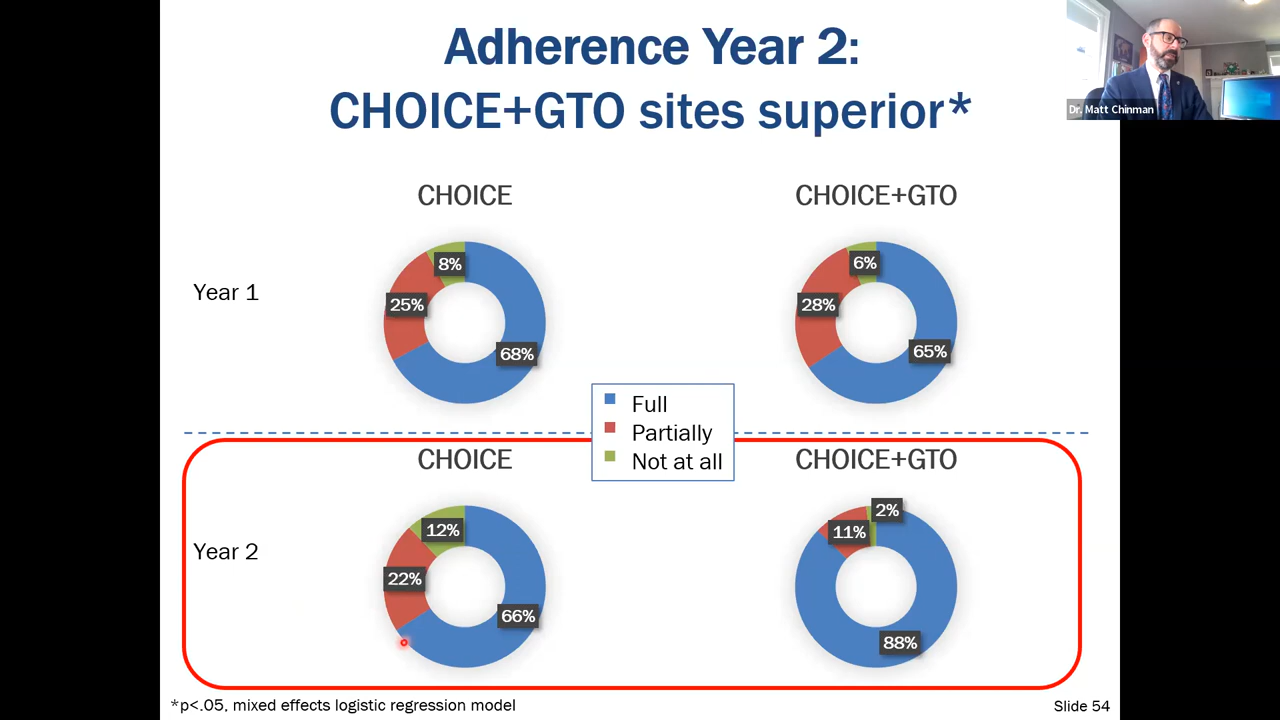 Adherence Year 2:
CHOICE+GTO sites superior*
Dr. Matt Chinman
CHOICE
CHOICE+GTO
Year 1
8%
25%
68%
6%
28%
65%
Full
Partially
Not at all
CHOICE
CHOICE+GTO
Year 2
12%
22%
66%
2%
11%
88%
*p<.05, mixed effects logistic regression model
Slide 54